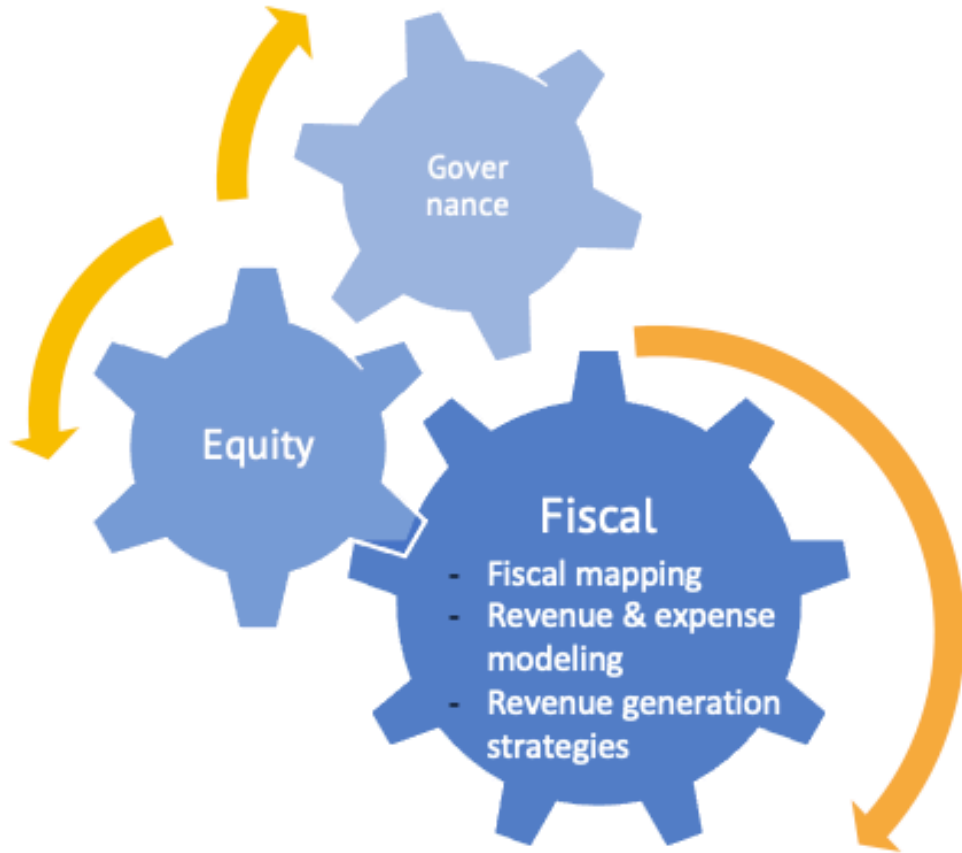 Gover
nance
Equity
Fiscal
- Fiscal mapping
- Revenue & expense
modeling
- Revenue generation
strategies